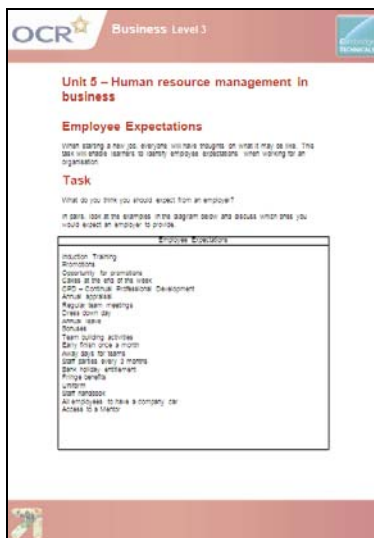 OCR
Business Level 3
TECHNICALS
Unit 5 – Human resource management in
business
Employee Expectations
When starting a new job, everyone will have thoughts on what it may be like. This
task will enable learners to identify employee expectations when working for an
organisation.
Task
What do you think you should expect from an employer?
In pairs, look at the examples in the diagram below and discuss which ones you
would expect an employer to provide.
Employee Expectations
Induction Training
Promotions
Opportunity for promotions
Cakes at the end of the week
CPD – Continual Professional Development
Annual appraisal
Regular team meetings
Dress down day
Annual leave
Bonuses
Team building activities
Early finish once a month
Away days for teams
Staff parties every 3 months
Bank holiday entitlement
Fringe benefits
Uniform
Staff handbook
All employees to have a company car
Access to a Mentor